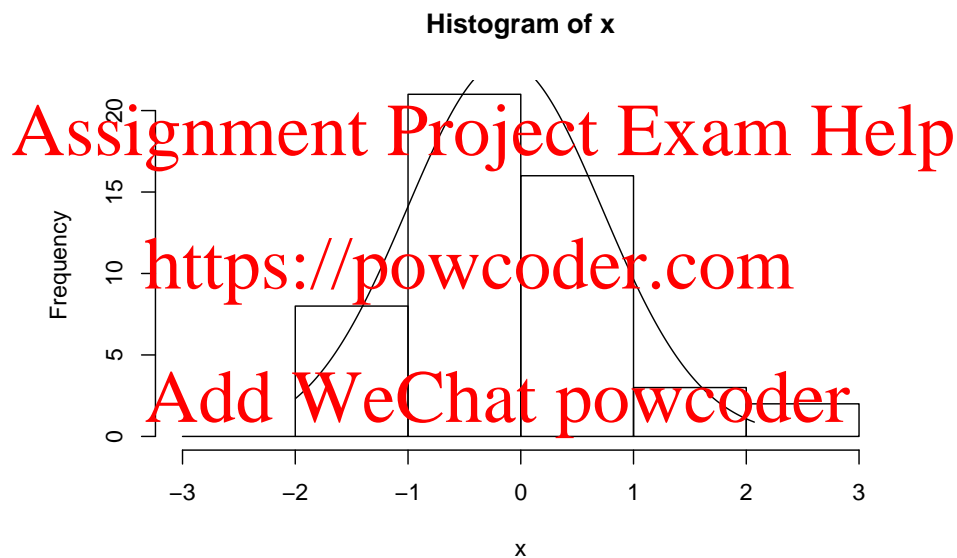 Histogram of x
20
Assignment Project Exam Help
15
Frequency
10
https://powcoder.com
5
Add WeChat powcoder
0
−3 −2 −1 0 1 2 3
x